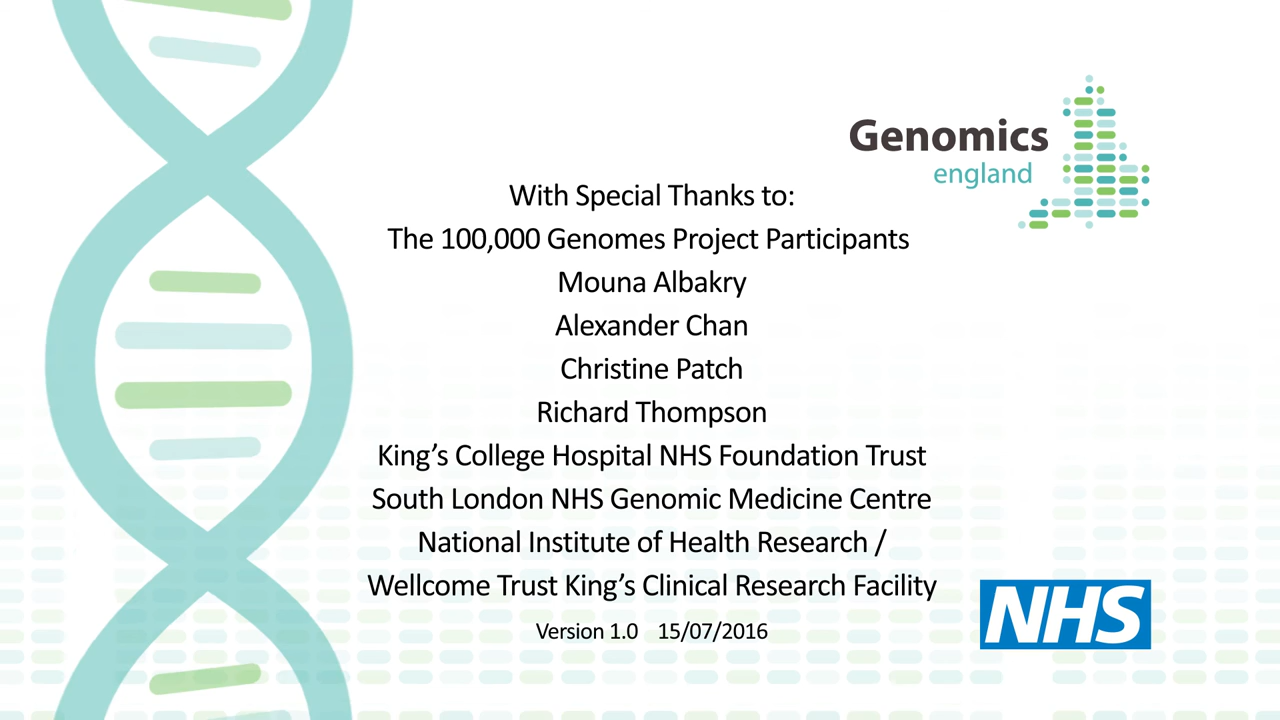 Genomics
england
With Special Thanks to:
The 100,000 Genomes Project Participants
Mouna Albakry
Alexander Chan
Christine Patch
Richard Thompson
King’s College Hospital NHS Foundation Trust
South London NHS Genomic Medicine Centre
National Institute of Health Research /
Wellcome Trust King’s Clinical Research Facility
Version 1.0 15/07/2016
NHS